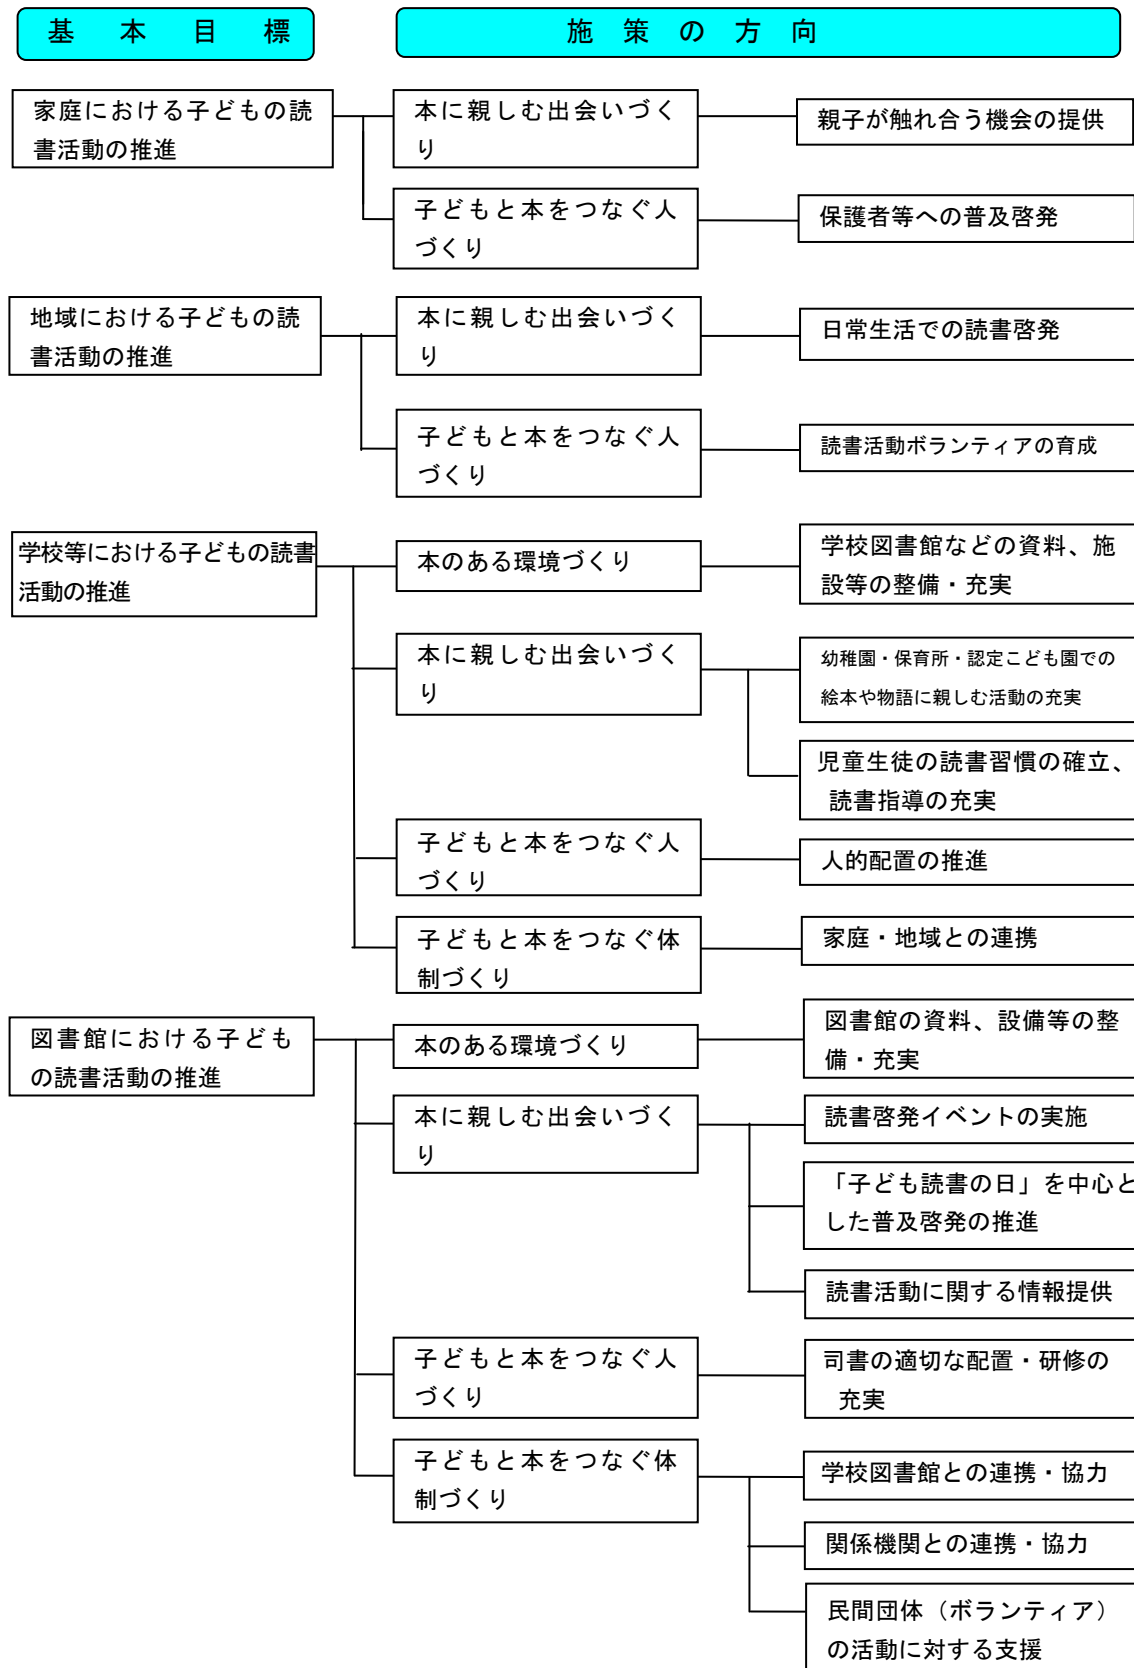 基本目標
施策の方向
家庭における子どもの読
書活動の推進
本に親しむ出会いづく
り
親子が触れ合う機会の提供
子どもと本をつなぐ人
づくり
保護者等への普及啓発
地域における子どもの読
書活動の推進
本に親しむ出会いづく
り
日常生活での読書啓発
子どもと本をつなぐ人
づくり
読書活動ボランティアの育成
学校等における子どもの読書
活動の推進
本のある環境づくり
学校図書館などの資料、施
設等の整備・充実
本に親しむ出会いづく
り
幼稚園・保育所・認定こども園での
絵本や物語に親しむ活動の充実
児童生徒の読書習慣の確立、
読書指導の充実
子どもと本をつなぐ人
づくり
人的配置の推進
子どもと本をつなぐ体
制づくり
家庭・地域との連携
図書館における子ども
の読書活動の推進
本のある環境づくり
図書館の資料、設備等の整
備・充実
本に親しむ出会いづく
り
読書啓発イベントの実施
「子ども読書の日」を中心と
した普及啓発の推進
読書活動に関する情報提供
子どもと本をつなぐ人
づくり
司書の適切な配置・研修の
充実
子どもと本をつなぐ体
制づくり
学校図書館との連携・協力
関係機関との連携・協力
民間団体（ボランティア）
の活動に対する支援